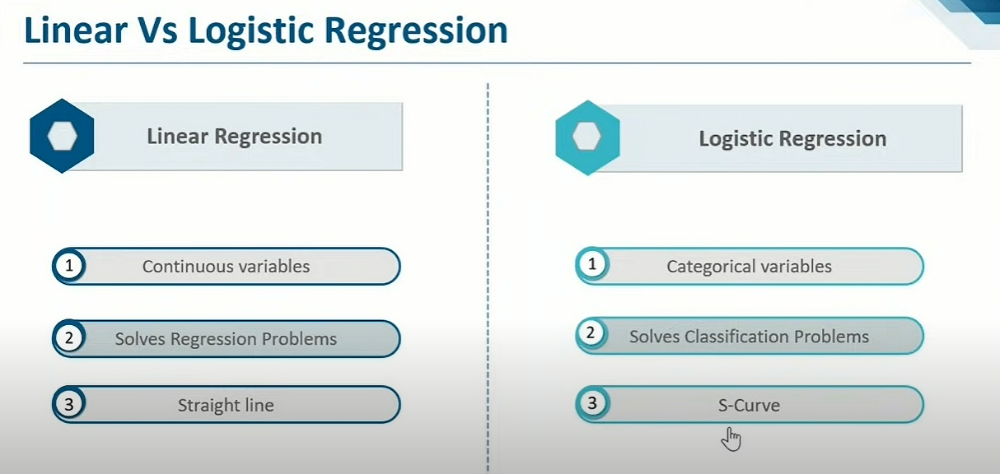 Linear Vs Logistic Regression
Linear Regression
1 Continuous variables
2 Solves Regression Problems
3 Straight line
Logistic Regression
1 Categorical variables
2 Solves Classification Problems
3 S-Curve